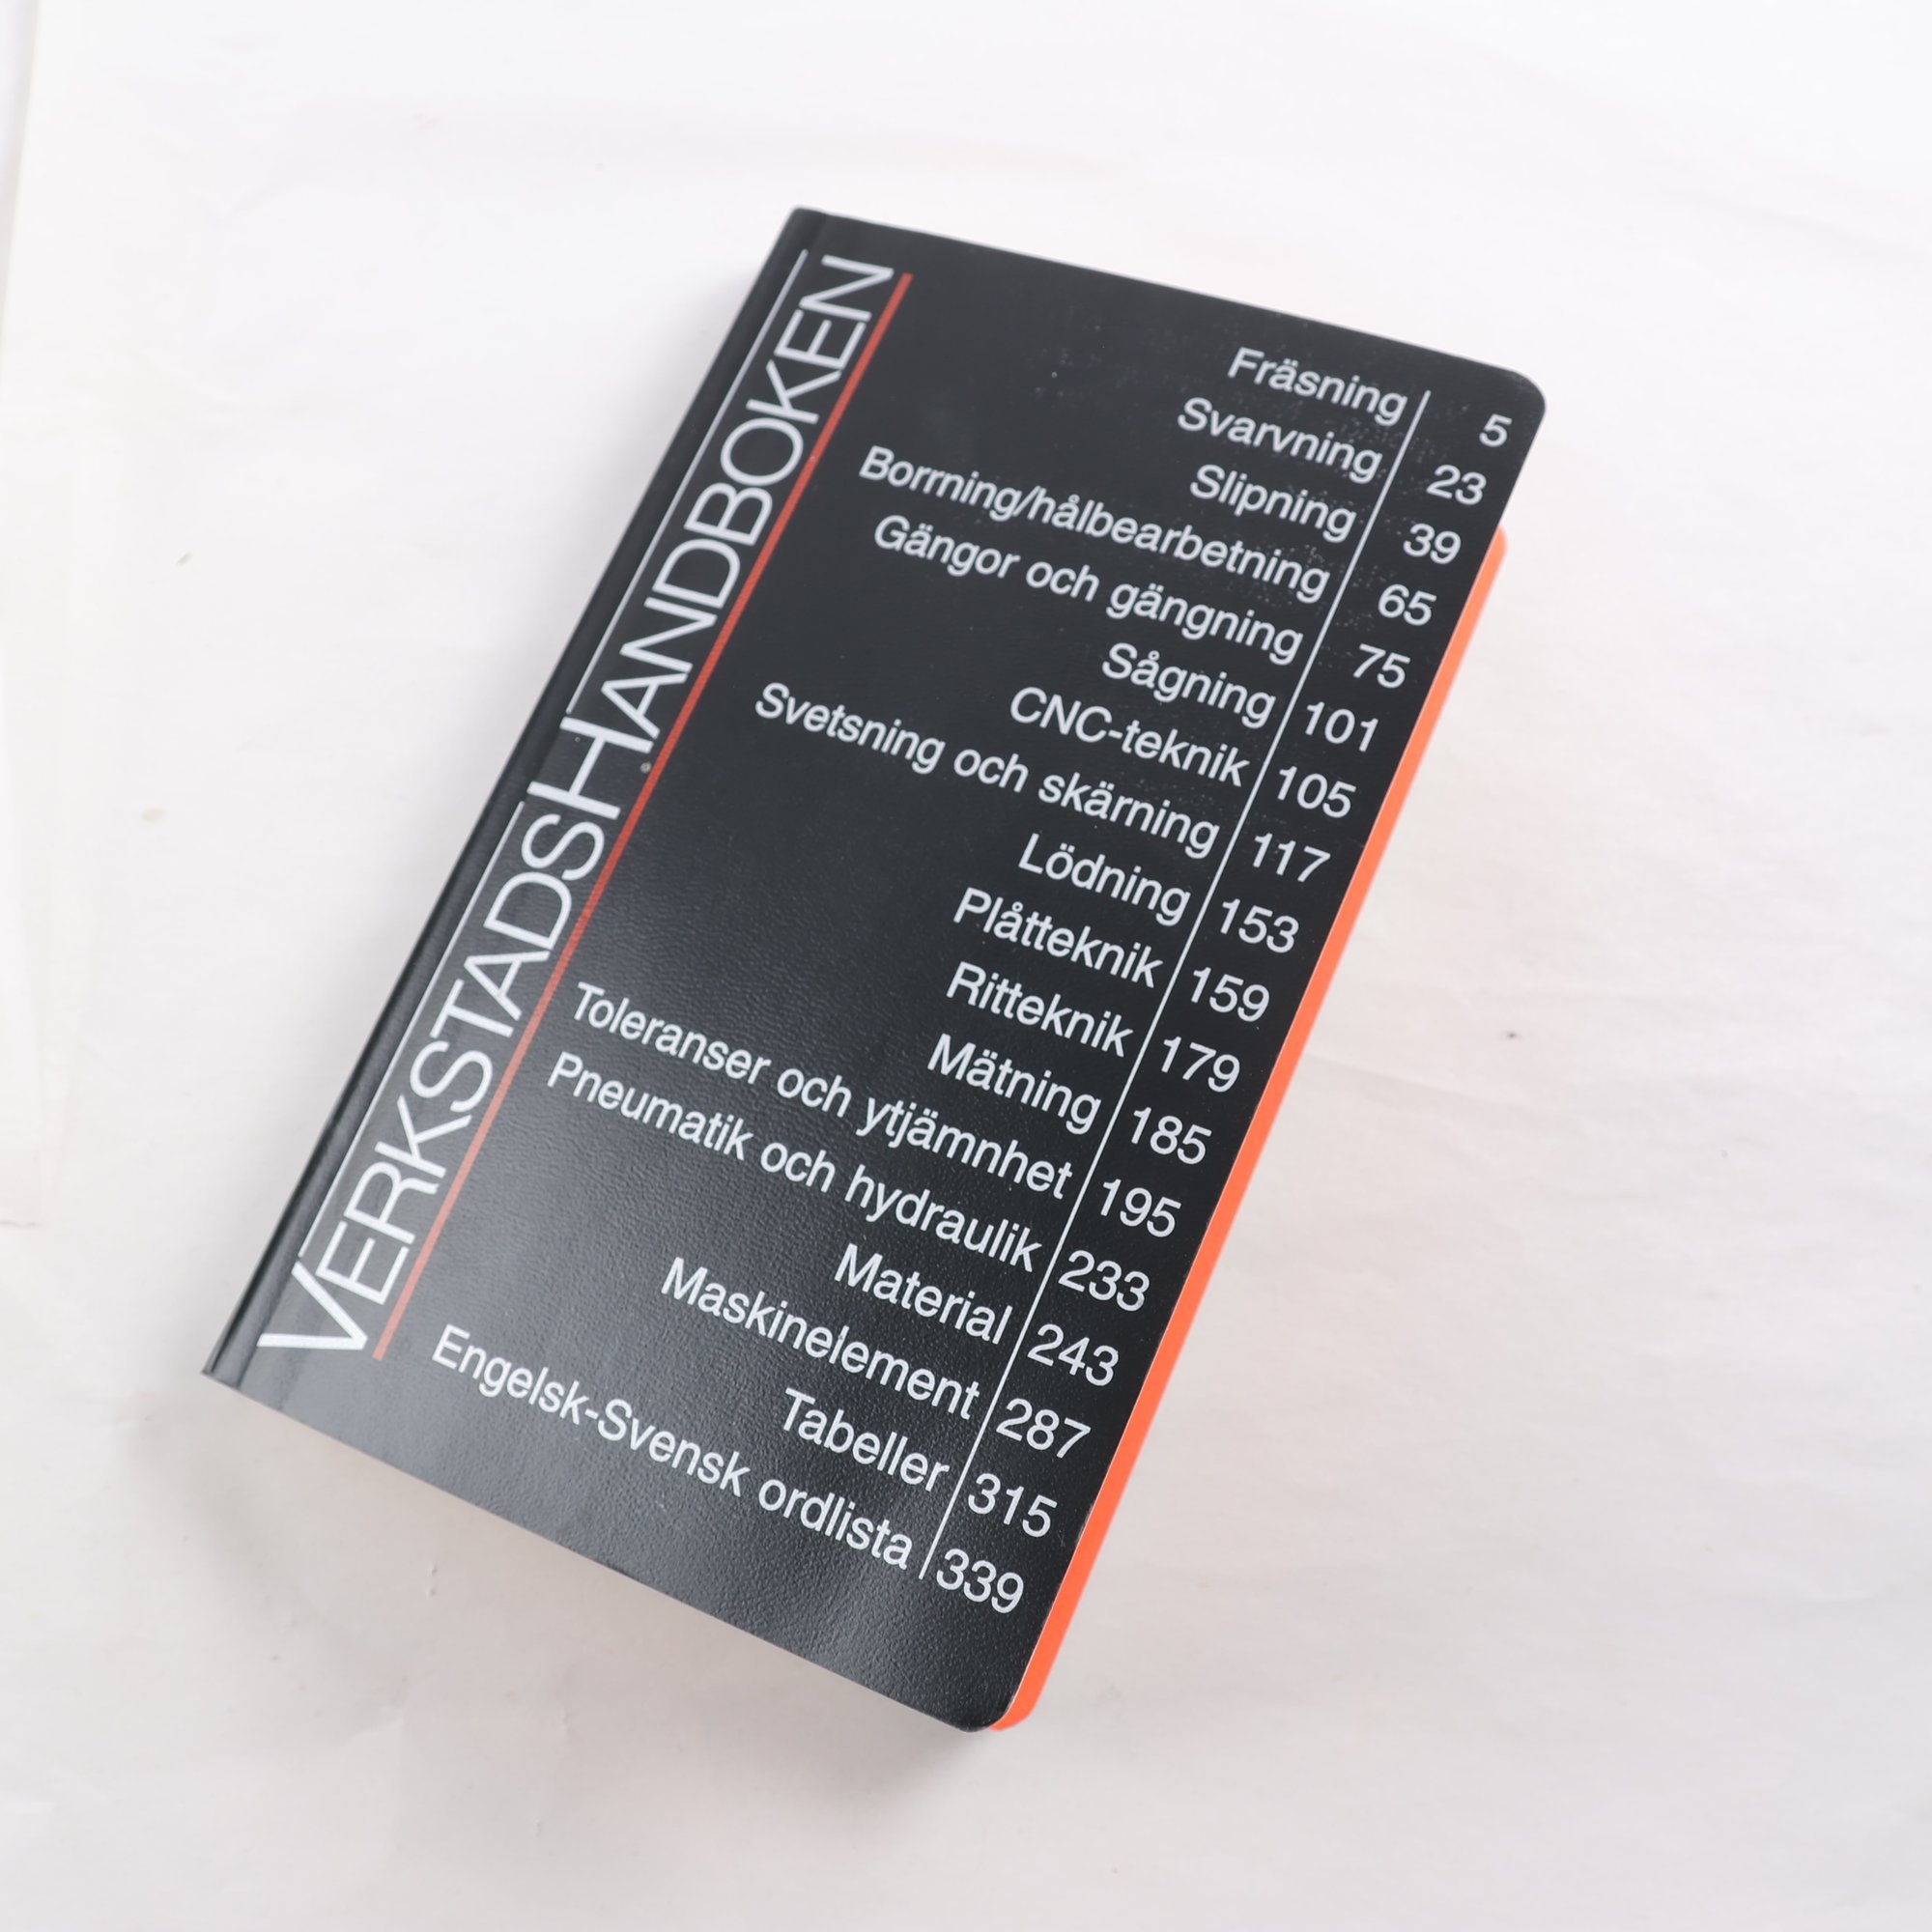 VERKSTADSHANDBOKEN
Fräsning 5
Svarvning 23
Slipning 39
Borrning/hålbearbetning 65
Gängor och gängning 75
Sågning 101
CNC-teknik 105
Svetsning och skärning 117
Lödning 153
Plåtteknik 159
Ritteknik 179
Mätning 185
Toleranser och ytjämnhet 195
Pneumatik och hydraulik 233
Material 243
Maskinelement 287
Tabeller 315
Engelsk-Svensk ordlista 339